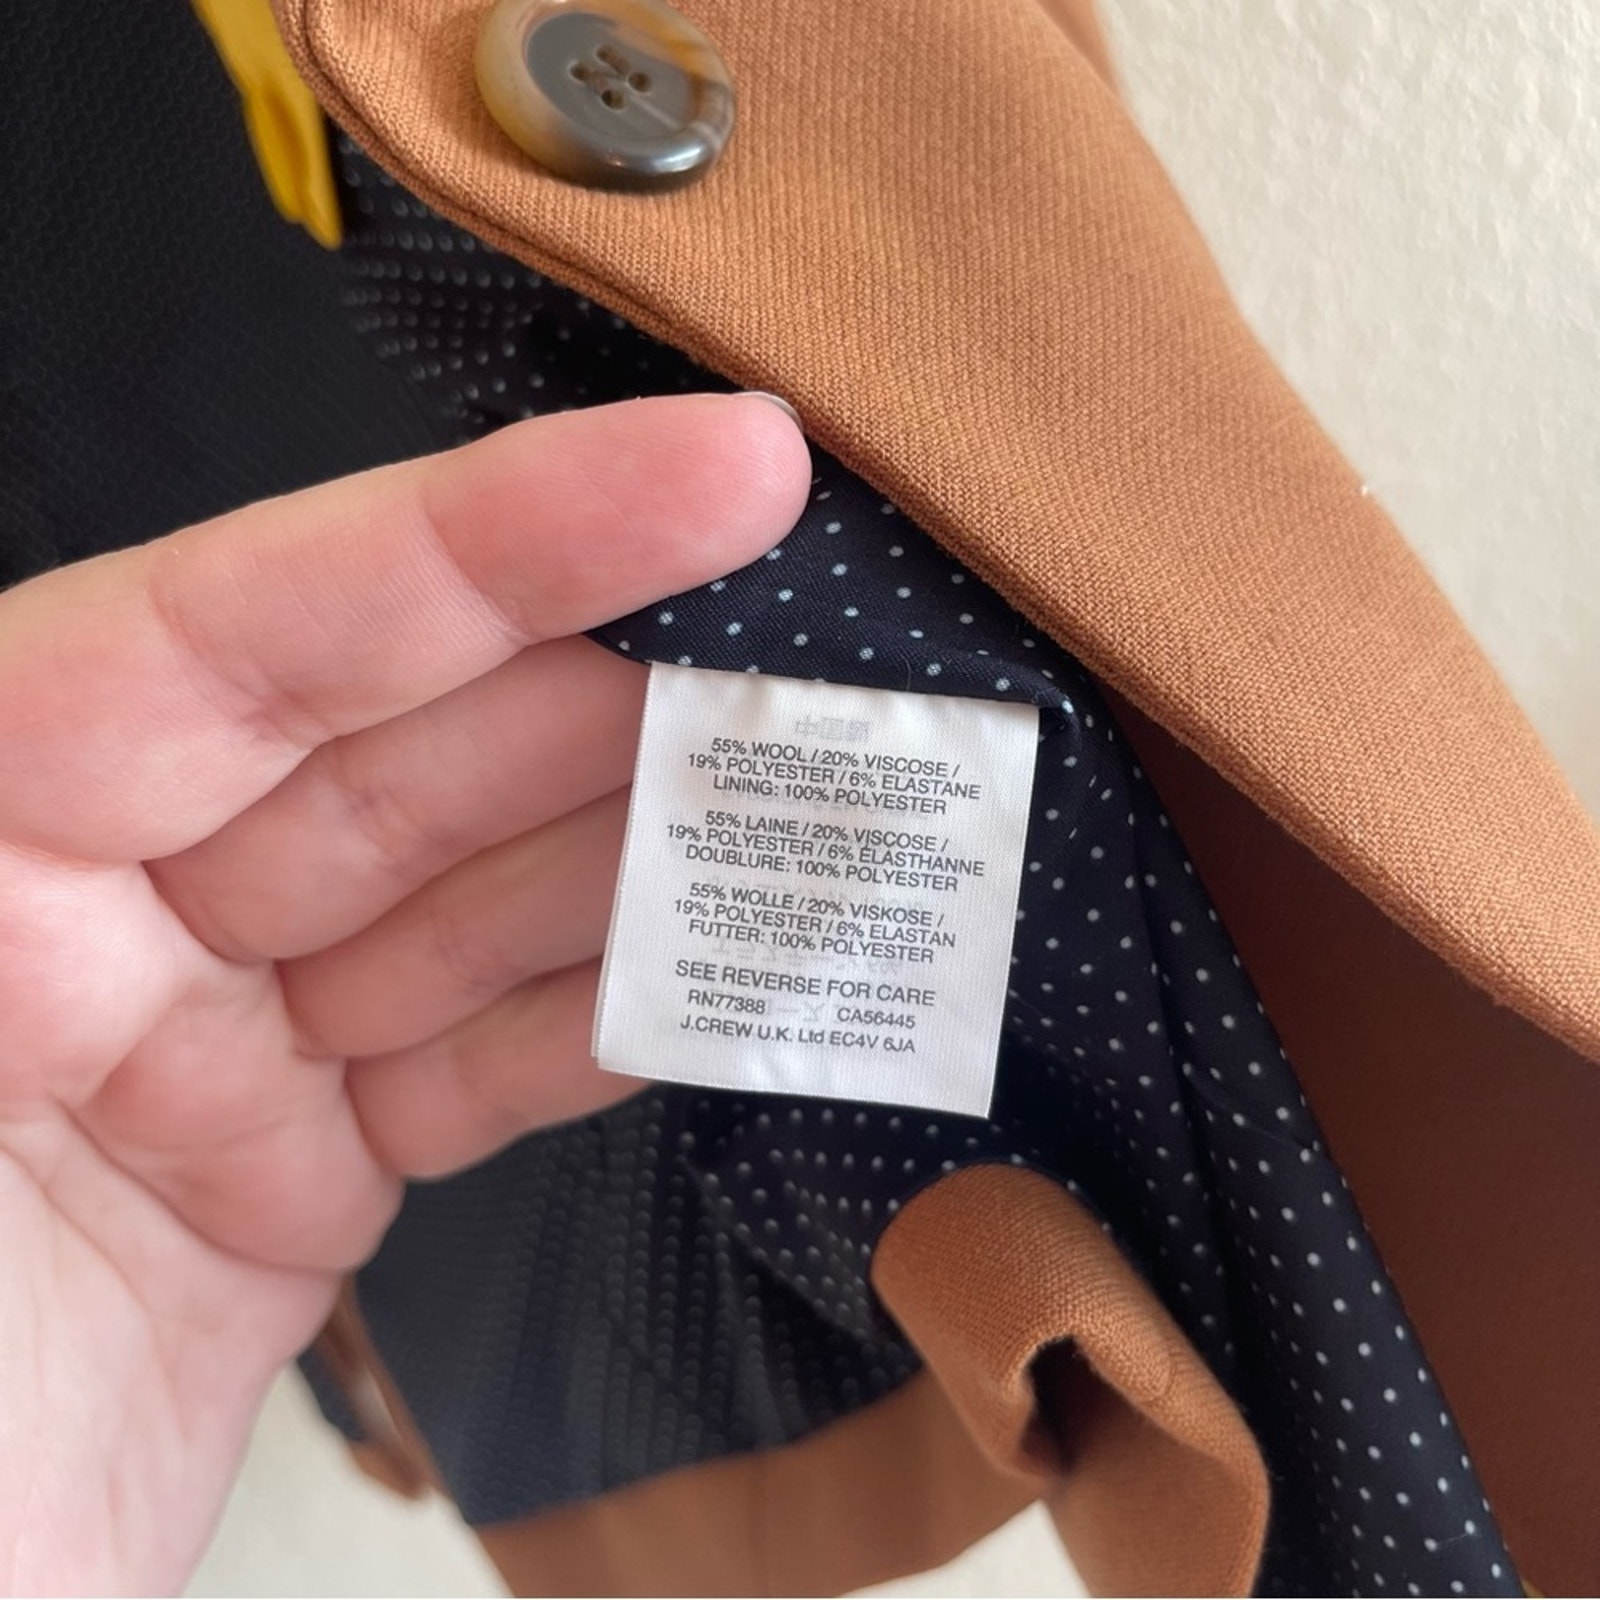 55% WOOL / 20% VISCOSE /
19% POLYESTER / 6% ELASTANE
LINING: 100% POLYESTER
55% LAINE / 20% VISCOSE /
19% POLYESTER / 6% ÉLASTHANNE
DOUBLURE: 100% POLYESTER
55% WOLLE / 20% VISKOSE /
19% POLYESTER / 6% ELASTAN
FUTTER: 100% POLYESTER
SEE REVERSE FOR CARE
RN77388 CA56445
J.CREW U.K. Ltd EC4V 6JA